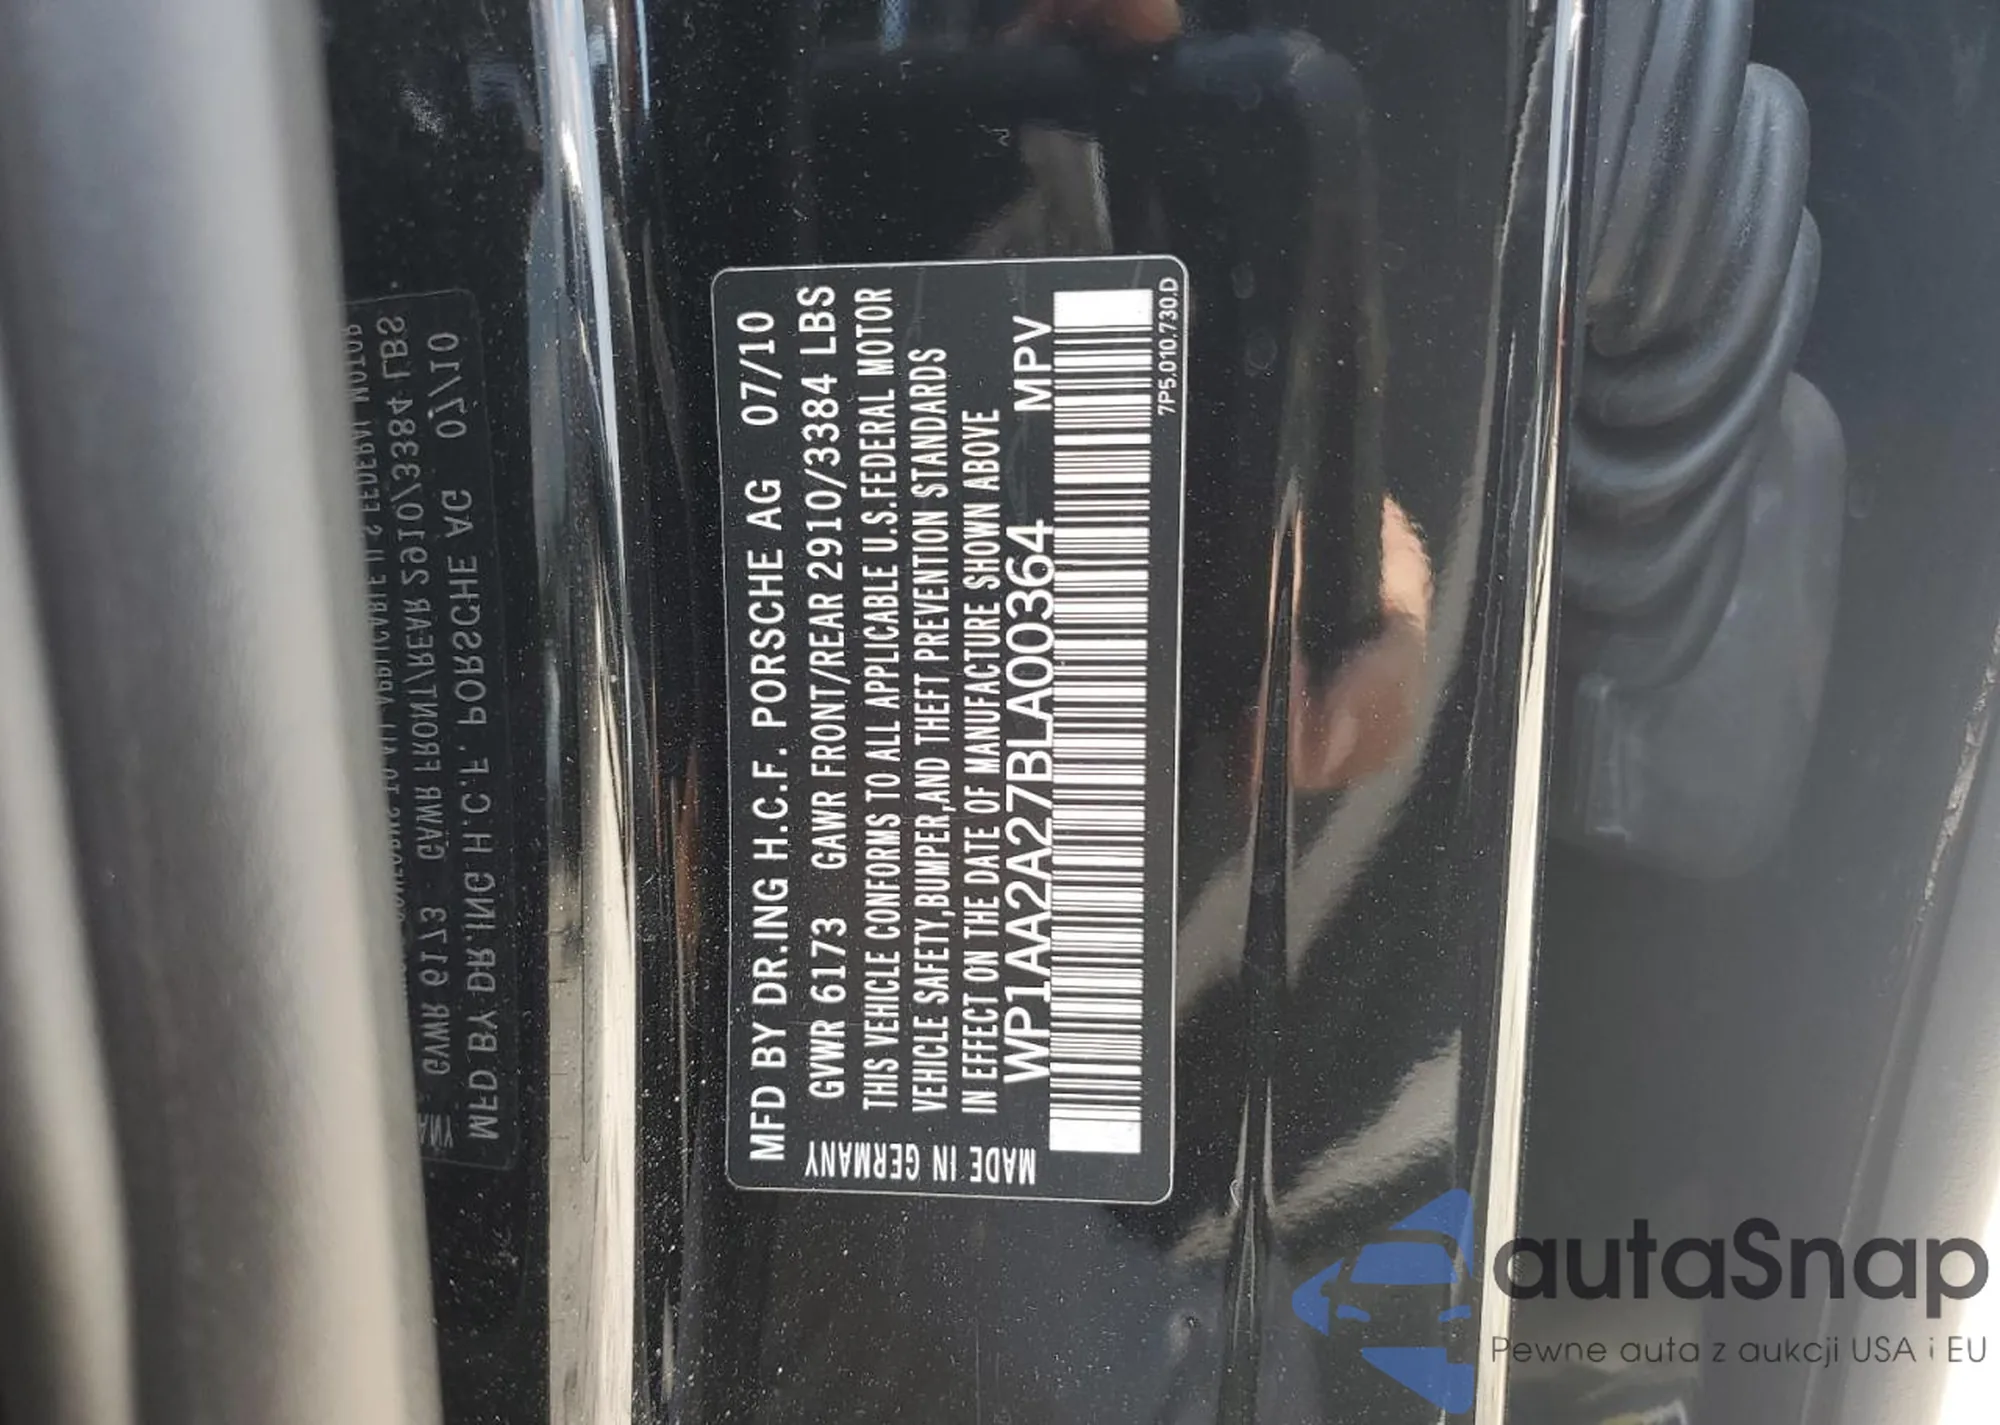 MFD BY DR.ING H.C.F. PORSCHE AG 07/10
GVWR 6173 GAWR FRONT/REAR 2910/3384 LBS
THIS VEHICLE CONFORMS TO ALL APPLICABLE U.S.FEDERAL MOTOR
VEHICLE SAFETY,BUMPER,AND THEFT PREVENTION STANDARDS
IN EFFECT ON THE DATE OF MANUFACTURE SHOWN ABOVE
WP1AA2A27BLA00364 MPV
MADE IN GERMANY
7P5.010.730.D
autaSnap
Pewne auta z aukcji USA i EU